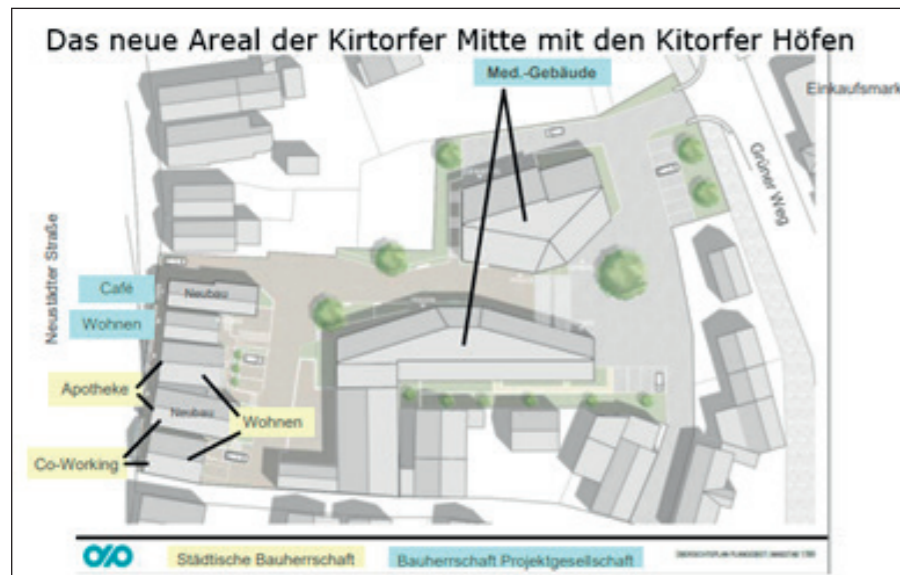 Das neue Areal der Kirtorfer Mitte mit den Kitorfer Höfen
Med.-Gebäude
Einkaufsmark
Grüner Weg
Neustädter Straße
Café
Neubau
Wohnen
Apotheke
Neubau
Wohnen
Co-Working
Städtische Bauherrschaft
Bauherrschaft Projektgesellschaft